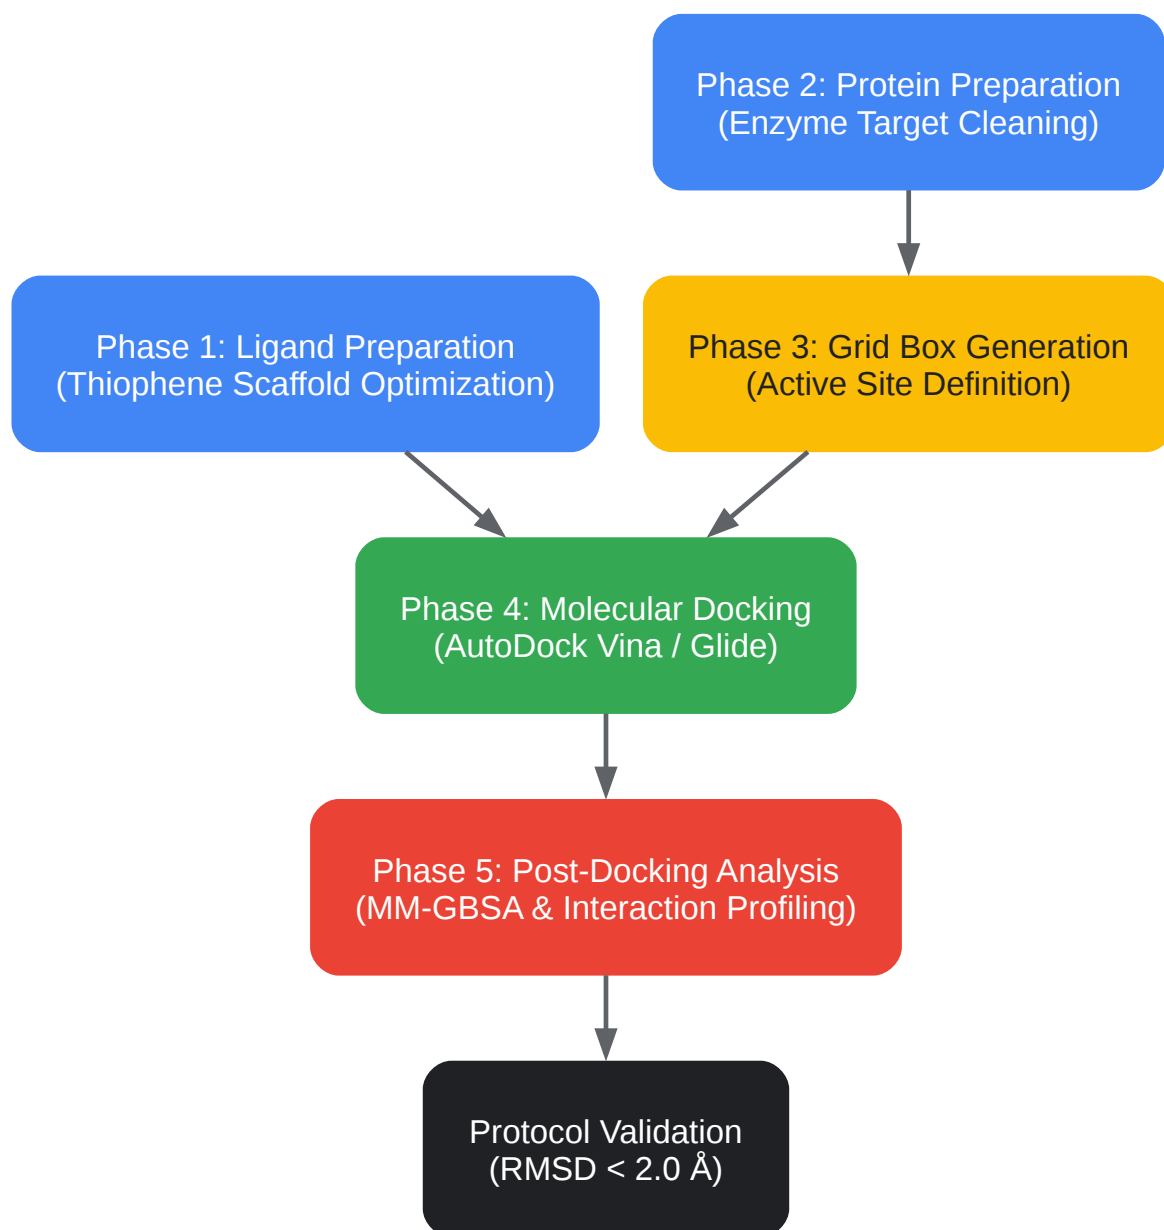 Phase 2: Protein Preparation
(Enzyme Target Cleaning)
Phase 1: Ligand Preparation
(Thiophene Scaffold Optimization)
Phase 3: Grid Box Generation
(Active Site Definition)
Phase 4: Molecular Docking
(AutoDock Vina / Glide)
Phase 5: Post-Docking Analysis
(MM-GBSA & Interaction Profiling)
Protocol Validation
(RMSD < 2.0 Å)